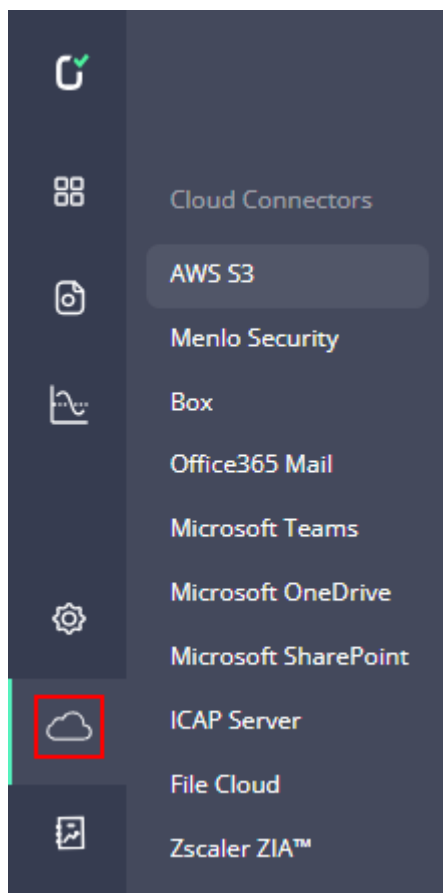 Cloud Connectors
AWS S3
Menlo Security
Box
Office365 Mail
Microsoft Teams
Microsoft OneDrive
Microsoft SharePoint
ICAP Server
File Cloud
Zscaler ZIA™